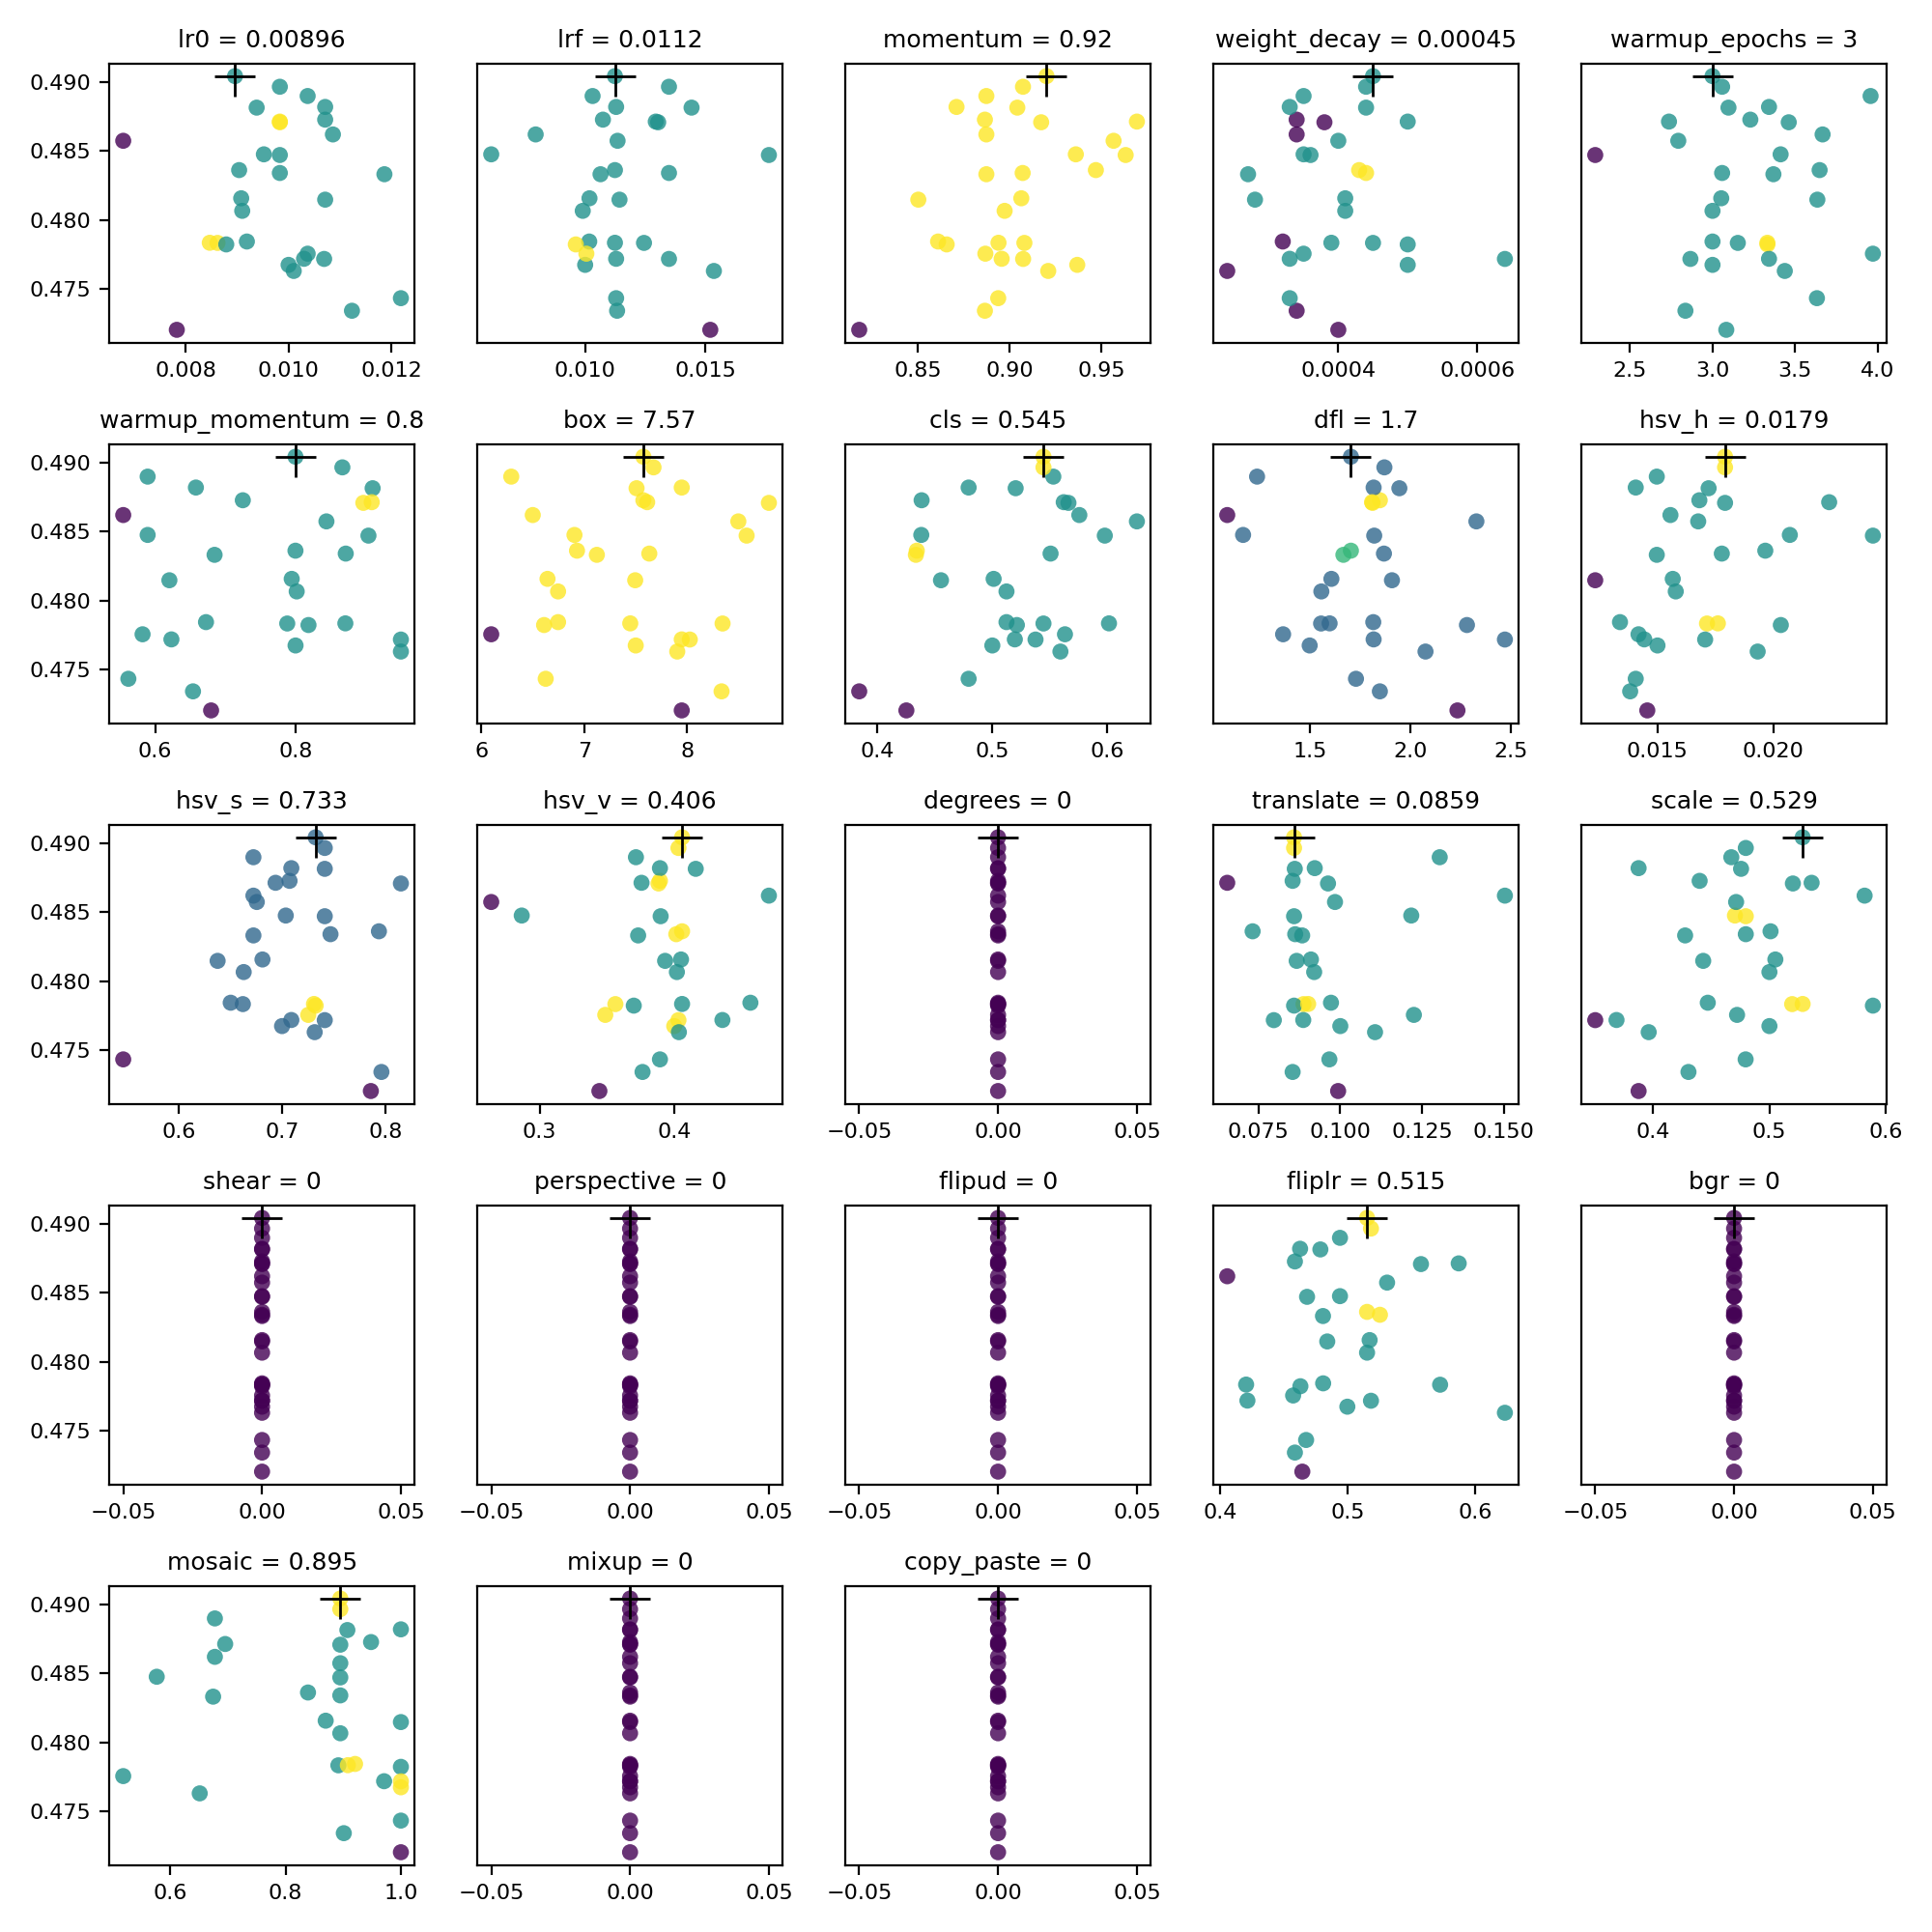 lr0 = 0.00896 lrf = 0.0112 momentum = 0.92 weight_decay = 0.00045 warmup_epochs = 3
0.490
0.485
0.480
0.475
0.008 0.010 0.012 0.010 0.015 0.85 0.90 0.95 0.0004 0.0006 2.5 3.0 3.5 4.0
warmup_momentum = 0.8 box = 7.57 cls = 0.545 dfl = 1.7 hsv_h = 0.0179
0.490
0.485
0.480
0.475
0.6 0.8 6 7 8 0.4 0.5 0.6 1.5 2.0 2.5 0.015 0.020
hsv_s = 0.733 hsv_v = 0.406 degrees = 0 translate = 0.0859 scale = 0.529
0.490
0.485
0.480
0.475
0.6 0.7 0.8 0.3 0.4 −0.05 0.00 0.05 0.075 0.100 0.125 0.150 0.4 0.5 0.6
shear = 0 perspective = 0 flipud = 0 fliplr = 0.515 bgr = 0
0.490
0.485
0.480
0.475
−0.05 0.00 0.05 −0.05 0.00 0.05 −0.05 0.00 0.05 0.4 0.5 0.6 −0.05 0.00 0.05
mosaic = 0.895 mixup = 0 copy_paste = 0
0.490
0.485
0.480
0.475
0.6 0.8 1.0 −0.05 0.00 0.05 −0.05 0.00 0.05